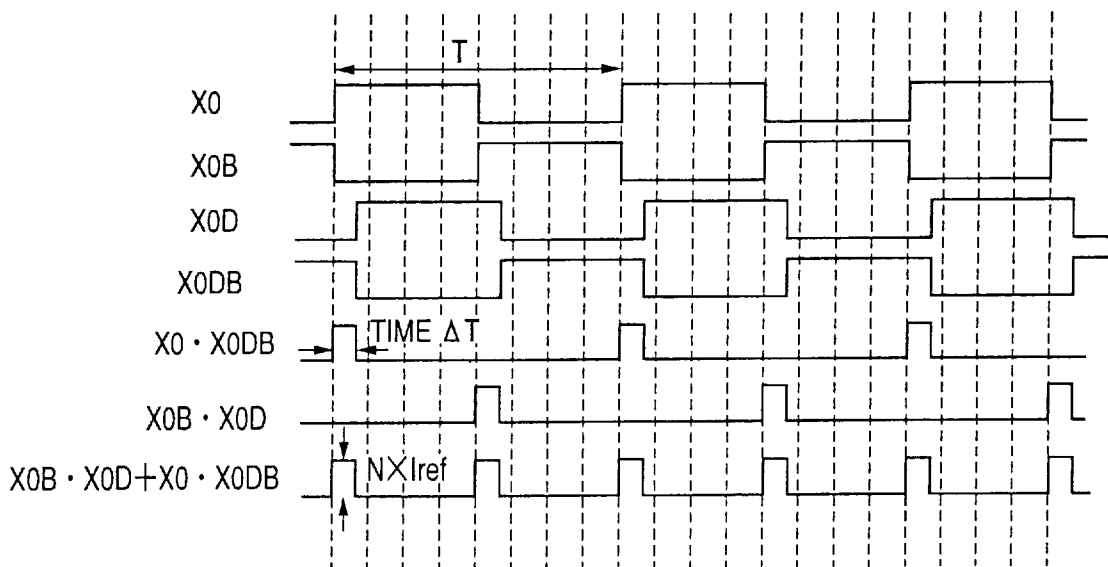 T
X0
X0B
X0D
X0DB
X0 · X0DB
TIME ΔT
X0B · X0D
X0B · X0D+X0 · X0DB
N×Iref